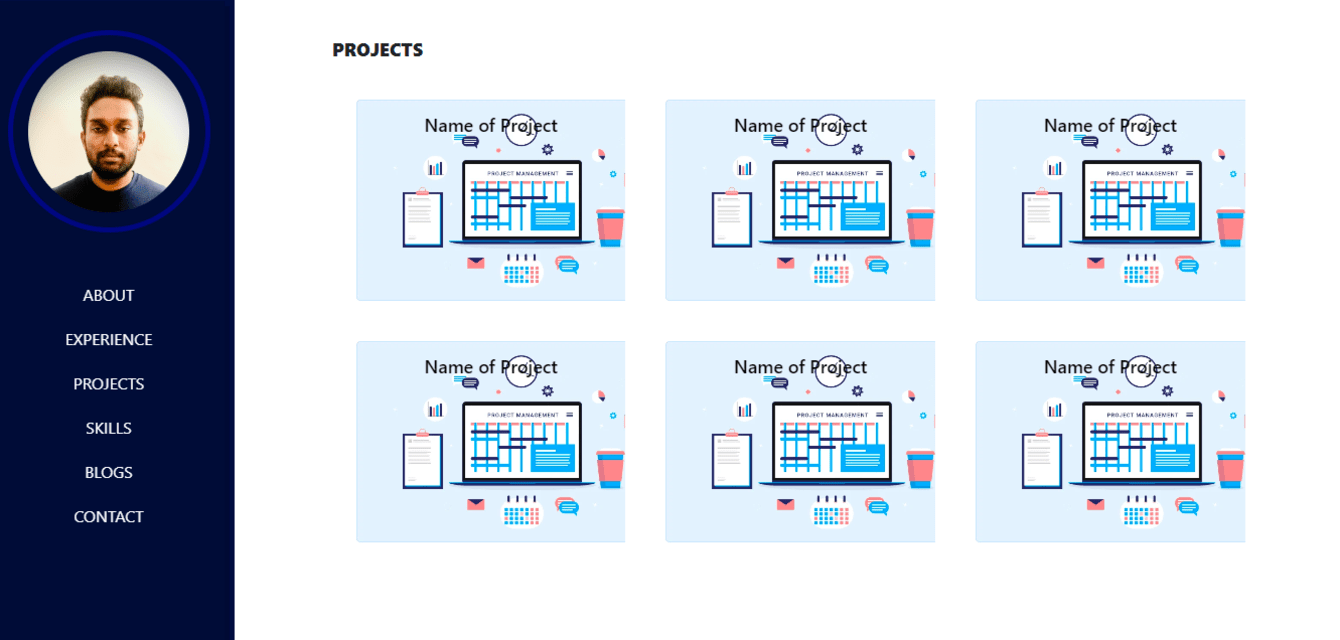 ABOUT
EXPERIENCE
PROJECTS
SKILLS
BLOGS
CONTACT
PROJECTS
Name of Project
PROJECT MANAGEMENT
Name of Project
PROJECT MANAGEMENT
Name of Project
PROJECT MANAGEMENT
Name of Project
PROJECT MANAGEMENT
Name of Project
PROJECT MANAGEMENT
Name of Project
PROJECT MANAGEMENT